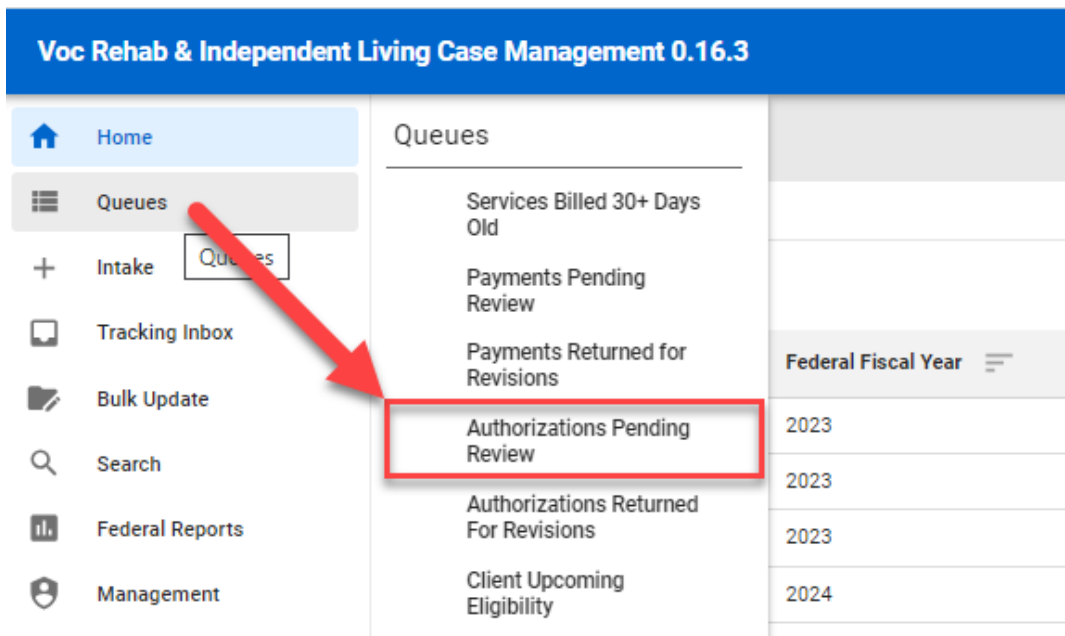 Voc Rehab & Independent Living Case Management 0.16.3
Home
Queues
Queues
Intake
Tracking Inbox
Bulk Update
Search
Federal Reports
Management
Queues
Services Billed 30+ Days
Old
Payments Pending
Review
Payments Returned for
Revisions
Authorizations Pending
Review
Authorizations Returned
For Revisions
Client Upcoming
Eligibility
Federal Fiscal Year
2023
2023
2023
2024